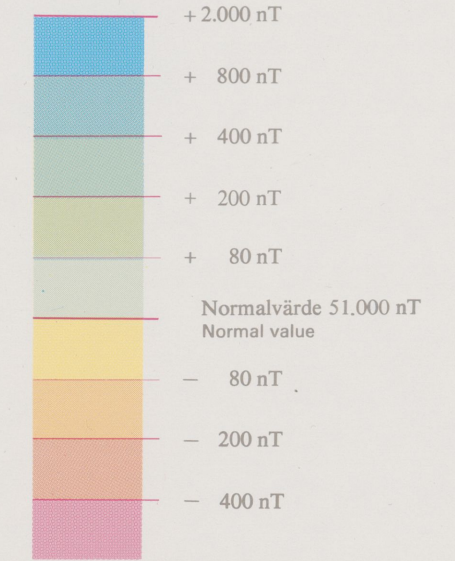 + 2.000 nT
+ 800 nT
+ 400 nT
+ 200 nT
+ 80 nT
Normalvärde 51.000 nT
Normal value
− 80 nT
− 200 nT
− 400 nT